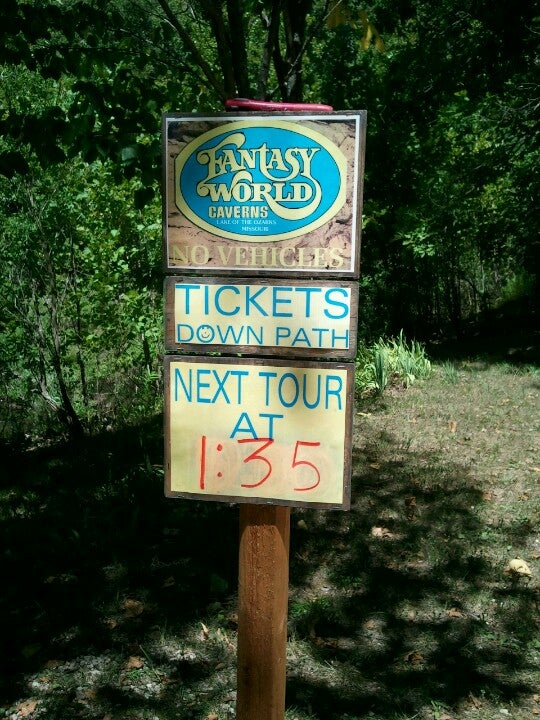 FANTASY
WORLD
CAVERNS
LAKE OF THE OZARKS
MISSOURI
NO VEHICLES
TICKETS
DOWN PATH
NEXT TOUR
AT
1:35